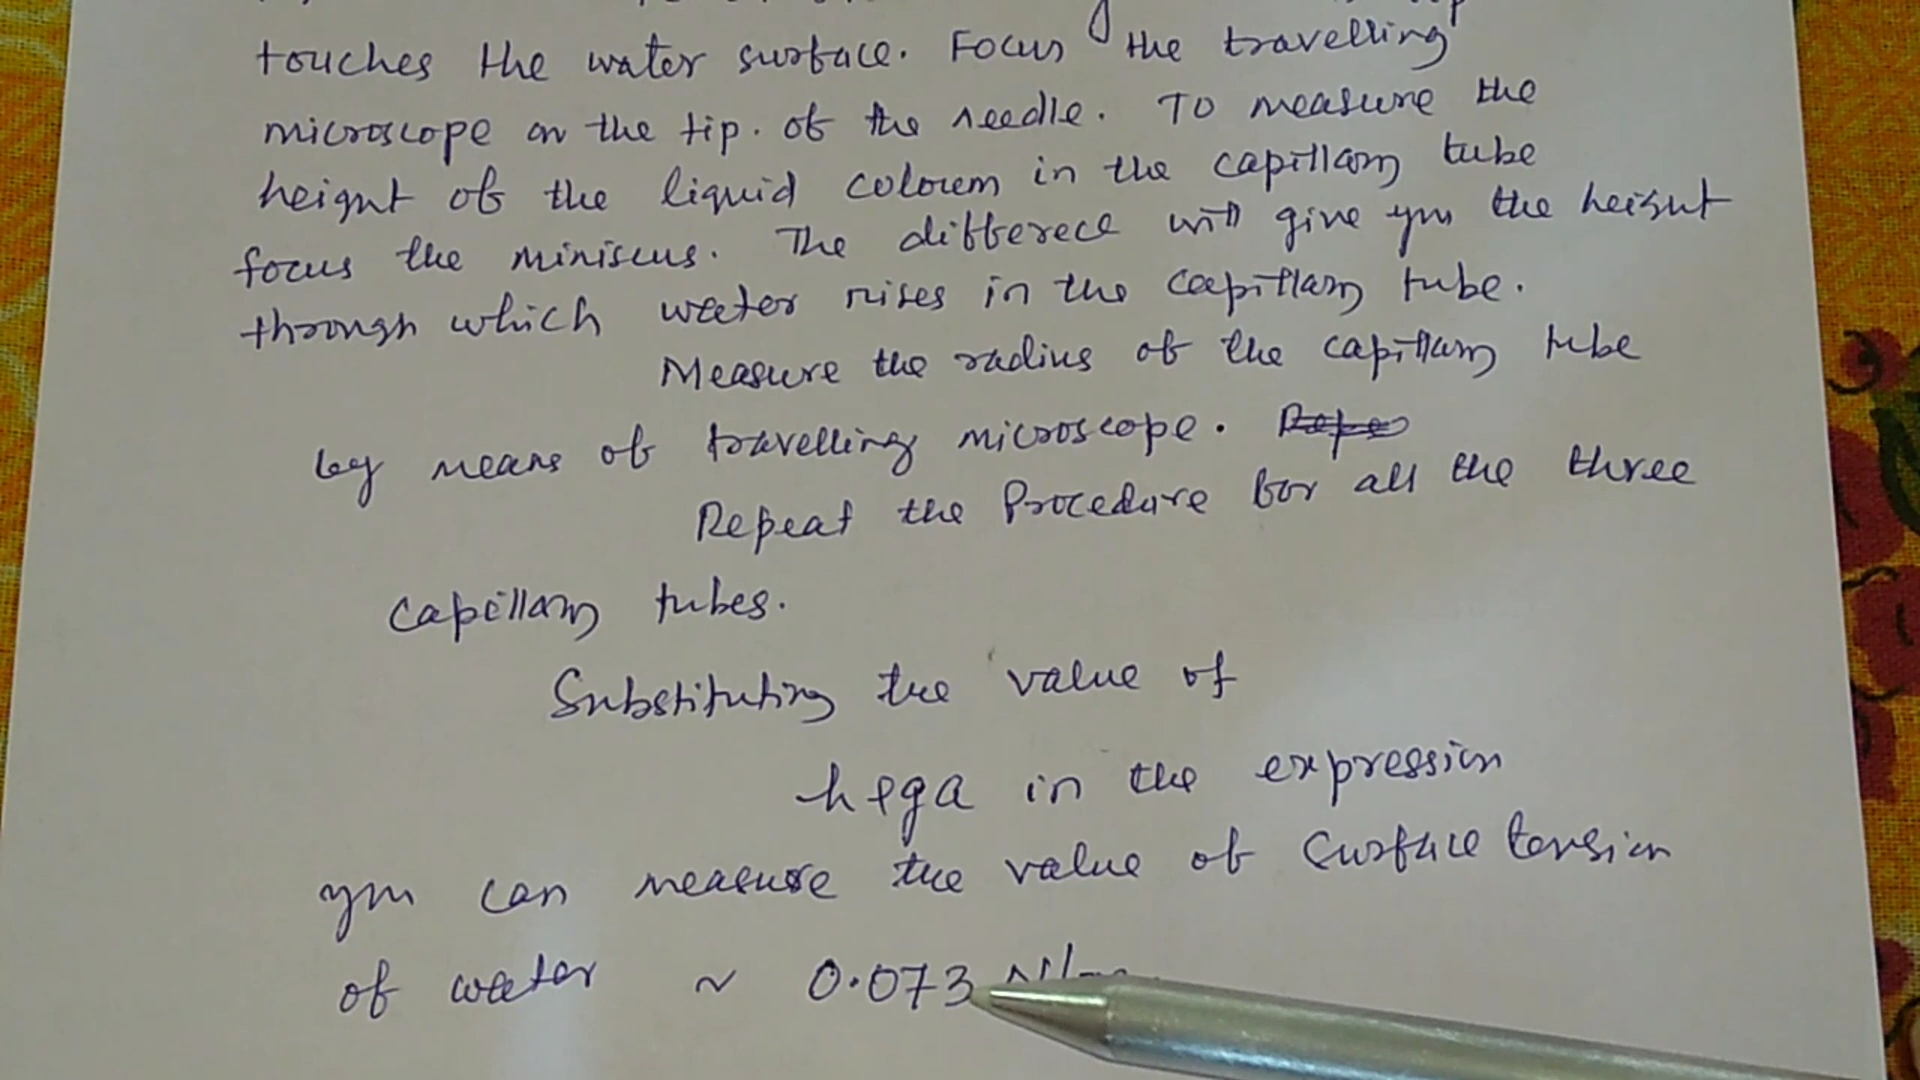 touches the water surface. Focus the travelling
microscope on the tip. of the needle. To measure the
height of the liquid coloum in the capillary tube
focus the miniscus. The differece will give you the height
through which water rises in the capillary tube.
Measure the radius of the capillary tube
by means of travelling microscope.
Repeat the Procedure for all the three
capillary tubes.
Substituting the value of
hρga in the expression
you can measure the value of Surface tension
of water ~ 0.073